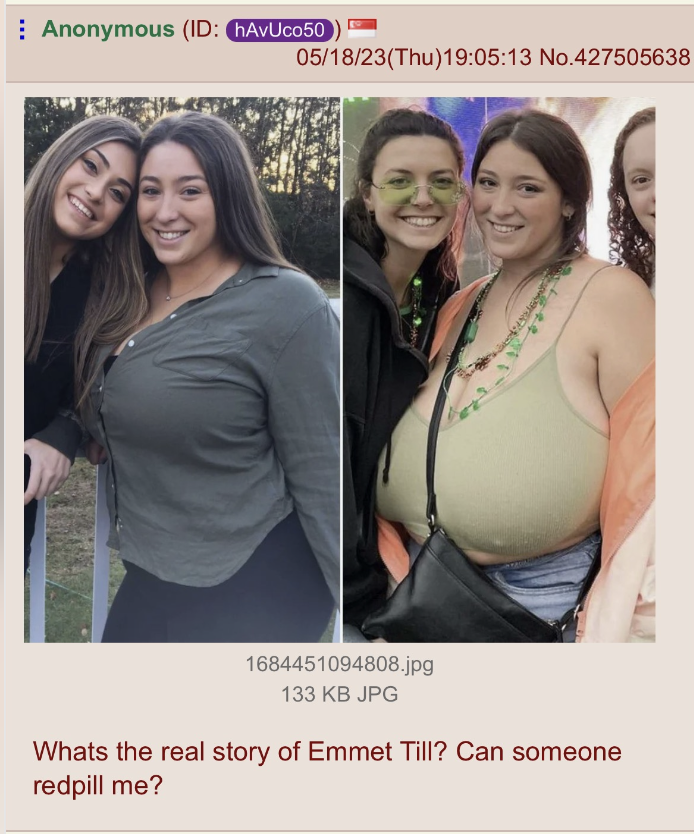 Anonymous (ID: hAvUco50)
05/18/23(Thu)19:05:13 No.427505638
1684451094808.jpg
133 KB JPG
Whats the real story of Emmet Till? Can someone
redpill me?